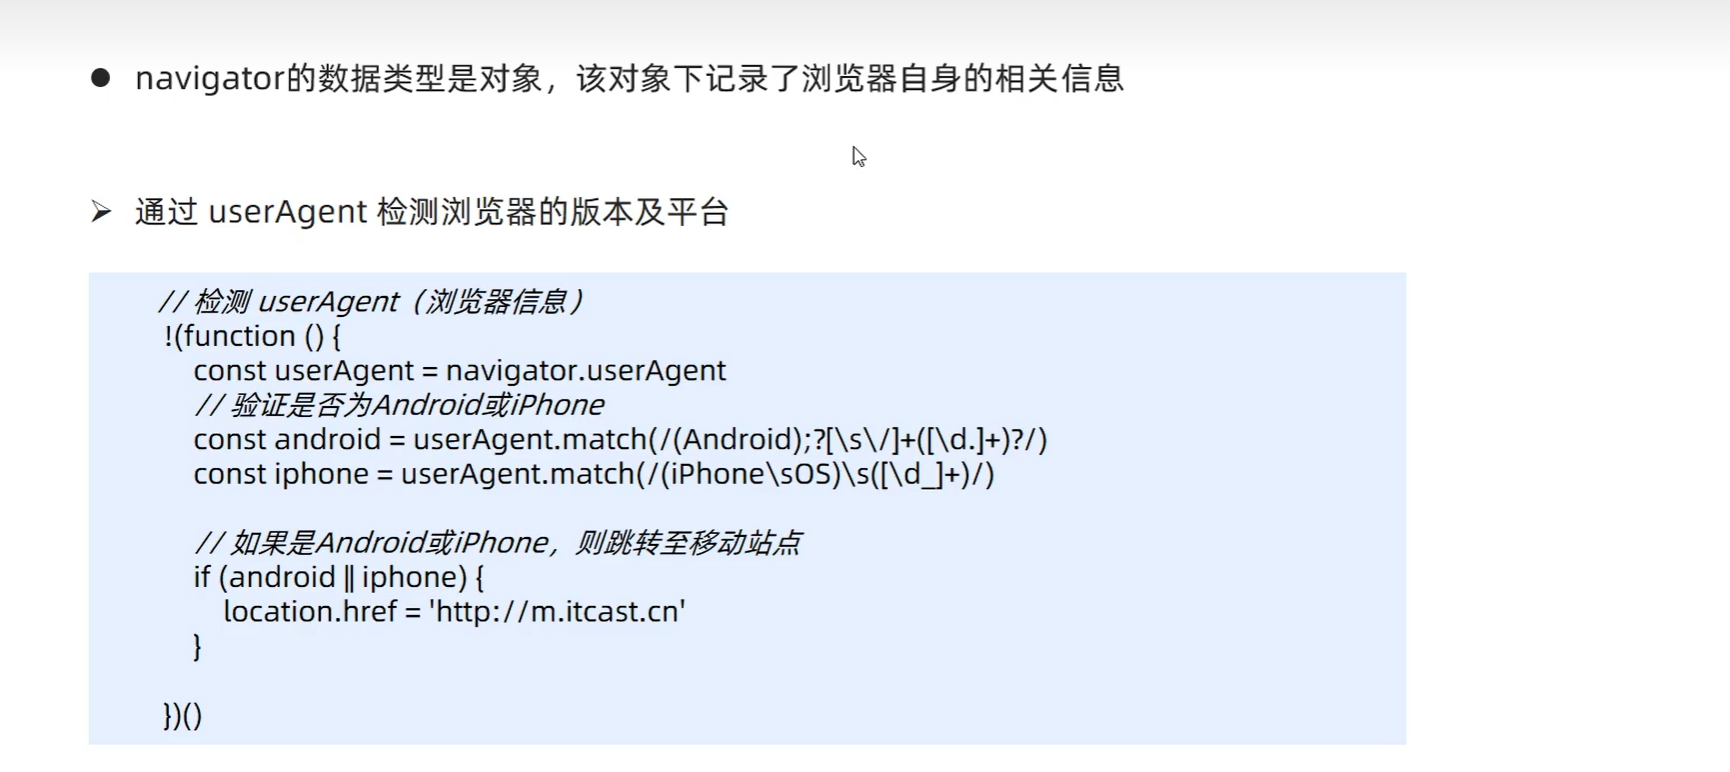 ● navigator的数据类型是对象，该对象下记录了浏览器自身的相关信息
➢ 通过 userAgent 检测浏览器的版本及平台
// 检测 userAgent（浏览器信息）
!(function () {
const userAgent = navigator.userAgent
// 验证是否为Android或iPhone
const android = userAgent.match(/(Android);?[\s\/]+([\d.]+)?/)
const iphone = userAgent.match(/(iPhone\sOS)\s([\d_]+)/)
// 如果是Android或iPhone，则跳转至移动站点
if (android || iphone) {
location.href = 'http://m.itcast.cn'
}
})()